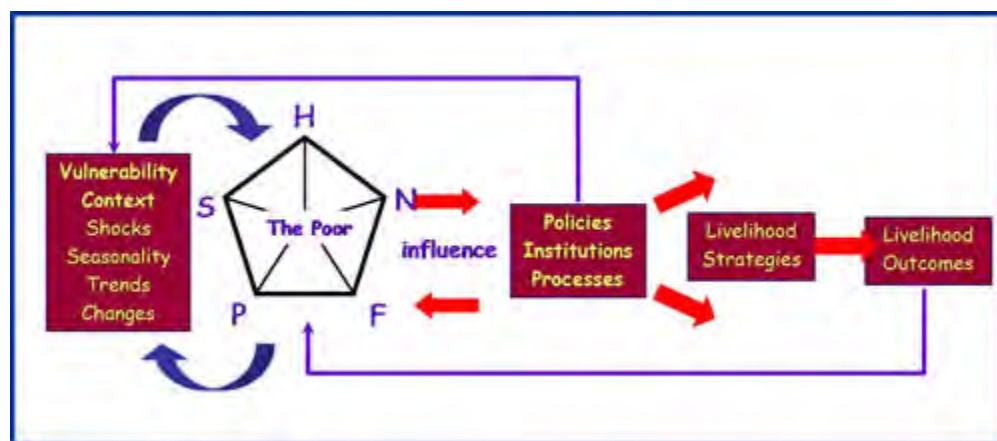 Vulnerability
Context
Shocks
Seasonality
Trends
Changes
H
S
N
The Poor
P
F
influence
Policies
Institutions
Processes
Livelihood
Strategies
Livelihood
Outcomes